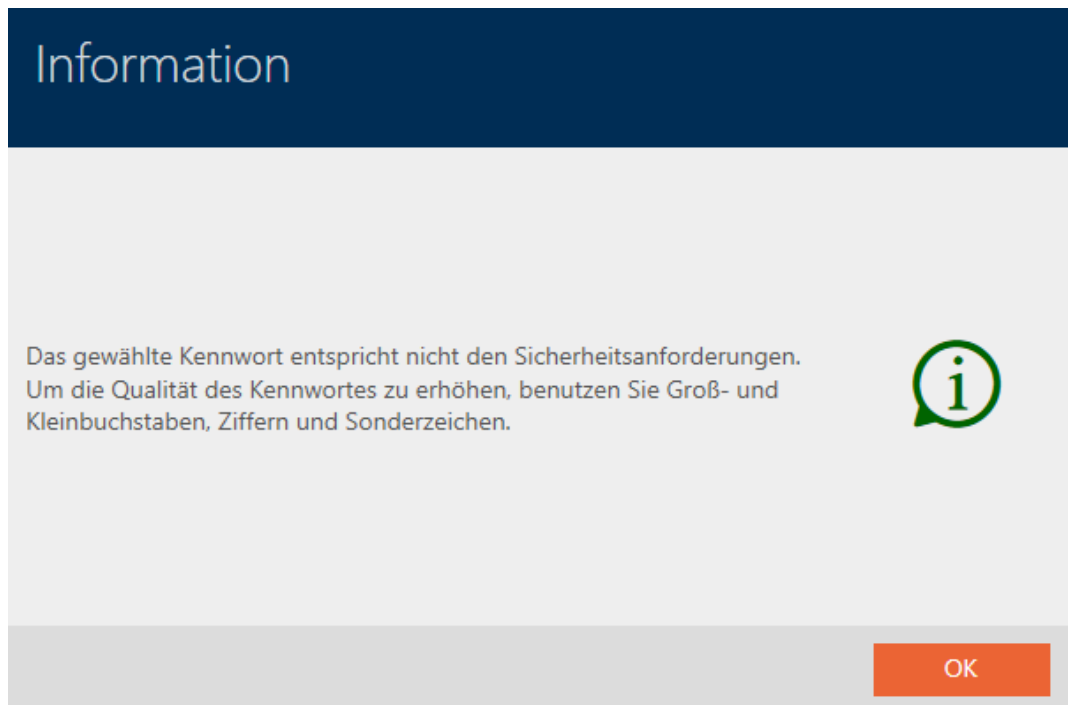 Information
Das gewählte Kennwort entspricht nicht den Sicherheitsanforderungen.
Um die Qualität des Kennwortes zu erhöhen, benutzen Sie Groß- und
Kleinbuchstaben, Ziffern und Sonderzeichen.
i
OK